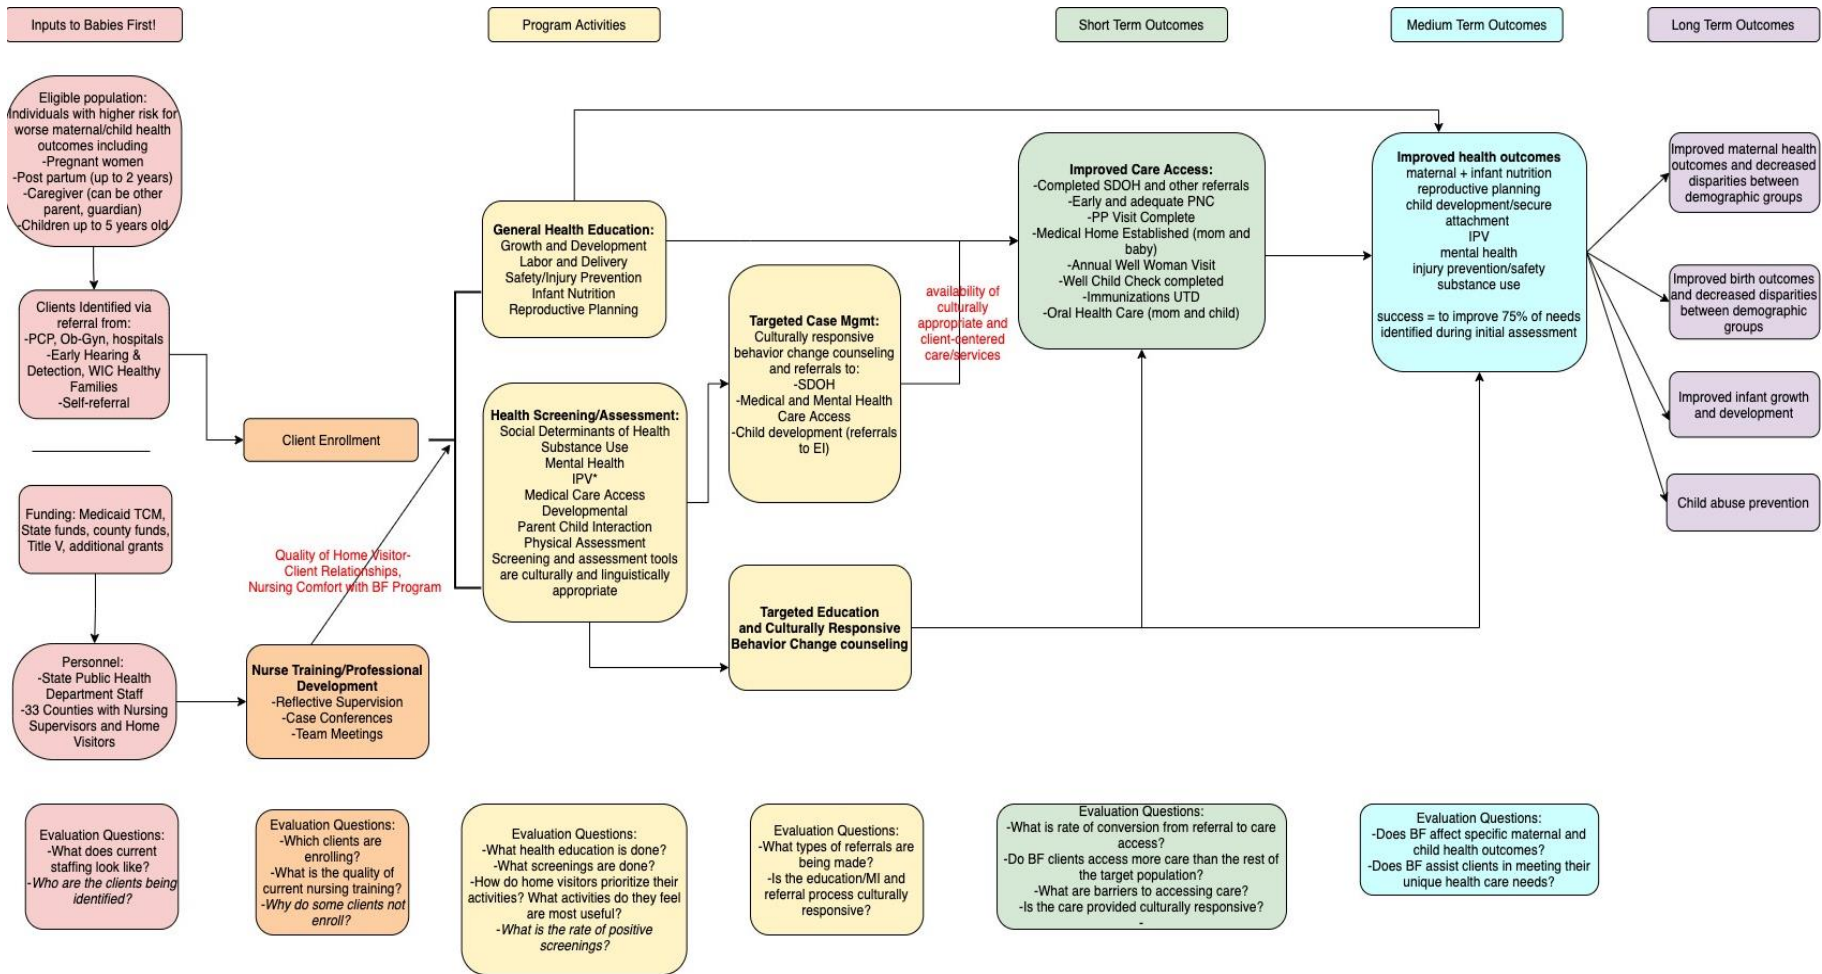 Inputs to Babies First!
Program Activities
Short Term Outcomes
Medium Term Outcomes
Long Term Outcomes
Eligible population:
Individuals with higher risk for
worse maternal/child health
outcomes including
-Pregnant women
-Post partum (up to 2 years)
-Caregiver (can be other
parent, guardian)
-Children up to 5 years old
Clients Identified via
referral from:
-PCP, Ob-Gyn, hospitals
-Early Hearing &
Detection, WIC Healthy
Families
-Self-referral
Funding: Medicaid TCM,
State funds, county funds,
Title V, additional grants
Personnel:
-State Public Health
Department Staff
-33 Counties with Nursing
Supervisors and Home
Visitors
Client Enrollment
Quality of Home Visitor-
Client Relationships,
Nursing Comfort with BF Program
Nurse Training/Professional
Development
-Reflective Supervision
-Case Conferences
-Team Meetings
General Health Education:
Growth and Development
Labor and Delivery
Safety/Injury Prevention
Infant Nutrition
Reproductive Planning
Health Screening/Assessment:
Social Determinants of Health
Substance Use
Mental Health
IPV*
Medical Care Access
Developmental
Parent Child Interaction
Physical Assessment
Screening and assessment tools
are culturally and linguistically
appropriate
Targeted Case Mgmt:
Culturally responsive
behavior change counseling
and referrals to:
-SDOH
-Medical and Mental Health
Care Access
-Child development (referrals
to EI)
Targeted Education
and Culturally Responsive
Behavior Change counseling
availability of
culturally
appropriate and
client-centered
care/services
Improved Care Access:
-Completed SDOH and other referrals
-Early and adequate PNC
-PP Visit Complete
-Medical Home Established (mom and
baby)
-Annual Well Woman Visit
-Well Child Check completed
-Immunizations UTD
-Oral Health Care (mom and child)
Improved health outcomes
maternal + infant nutrition
reproductive planning
child development/secure
attachment
IPV
mental health
injury prevention/safety
substance use
success = to improve 75% of needs
identified during initial assessment
Improved maternal health
outcomes and decreased
disparities between
demographic groups
Improved birth outcomes
and decreased disparities
between demographic
groups
Improved infant growth
and development
Child abuse prevention
Evaluation Questions:
-What does current
staffing look like?
-Who are the clients being
identified?
Evaluation Questions:
-Which clients are
enrolling?
-What is the quality of
current nursing training?
-Why do some clients not
enroll?
Evaluation Questions:
-What health education is done?
-What screenings are done?
-How do home visitors prioritize their
activities? What activities do they feel
are most useful?
-What is the rate of positive
screenings?
Evaluation Questions:
-What types of referrals are
being made?
-Is the education/MI and
referral process culturally
responsive?
Evaluation Questions:
-What is rate of conversion from referral to care
access?
-Do BF clients access more care than the rest of
the target population?
-What are barriers to accessing care?
-Is the care provided culturally responsive?
-
Evaluation Questions:
-Does BF affect specific maternal and
child health outcomes?
-Does BF assist clients in meeting their
unique health care needs?